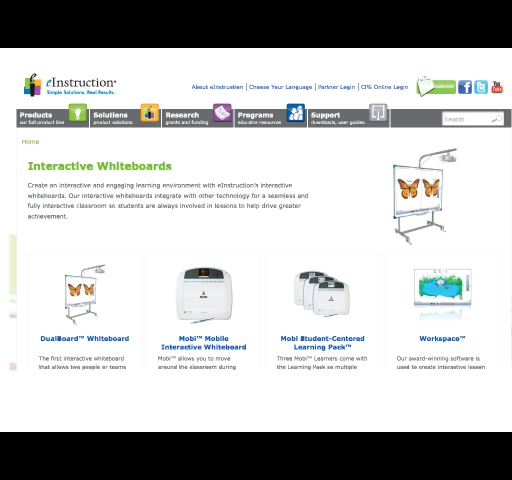 eInstruction®
Simple Solutions. Real Results.
About eInstruction | Choose Your Language | Partner Login | CPS Online Login
Products
our full product line
Solutions
product solutions
Research
grants and funding
Programs
educator resources
Support
downloads, user guides
Search
Home
Interactive Whiteboards
Create an interactive and engaging learning environment with eInstruction's interactive
whiteboards. Our interactive whiteboards integrate with other technology for a seamless and
fully interactive classroom so students are always involved in lessons to help drive greater
achievement.
DualBoard™ Whiteboard
The first interactive whiteboard
that allows two people or teams
Mobi™ Mobile
Interactive Whiteboard
Mobi™ allows you to move
around the classroom during
Mobi Student-Centered
Learning Pack™
Three Mobi™ Learners come with
the Learning Pack so multiple
Workspace™
Our award-winning software is
used to create interactive lesson